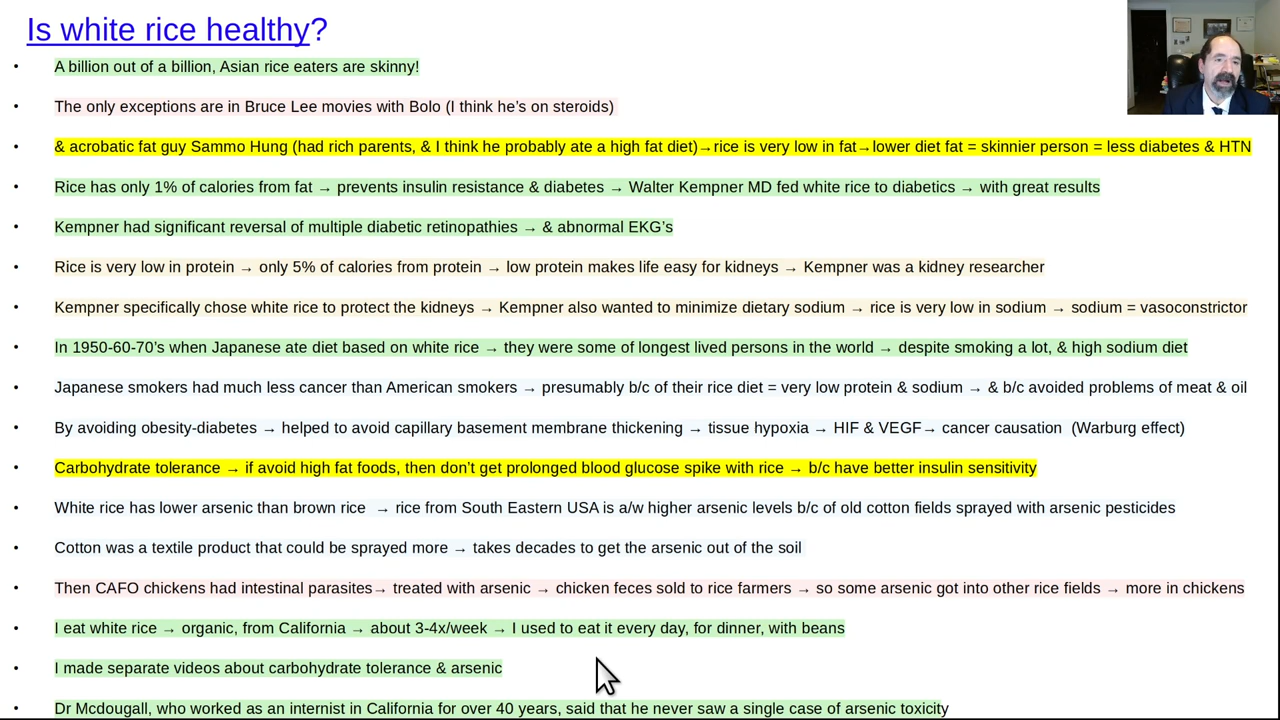 Is white rice healthy?
• A billion out of a billion, Asian rice eaters are skinny!
• The only exceptions are in Bruce Lee movies with Bolo (I think he's on steroids)
• & acrobatic fat guy Sammo Hung (had rich parents, & I think he probably ate a high fat diet)→rice is very low in fat→lower diet fat = skinnier person = less diabetes & HTN
• Rice has only 1% of calories from fat → prevents insulin resistance & diabetes → Walter Kempner MD fed white rice to diabetics → with great results
• Kempner had significant reversal of multiple diabetic retinopathies → & abnormal EKG's
• Rice is very low in protein → only 5% of calories from protein → low protein makes life easy for kidneys → Kempner was a kidney researcher
• Kempner specifically chose white rice to protect the kidneys → Kempner also wanted to minimize dietary sodium → rice is very low in sodium → sodium = vasoconstrictor
• In 1950-60-70's when Japanese ate diet based on white rice → they were some of longest lived persons in the world → despite smoking a lot, & high sodium diet
• Japanese smokers had much less cancer than American smokers → presumably b/c of their rice diet = very low protein & sodium → & b/c avoided problems of meat & oil
• By avoiding obesity-diabetes → helped to avoid capillary basement membrane thickening → tissue hypoxia → HIF & VEGF→ cancer causation (Warburg effect)
• Carbohydrate tolerance → if avoid high fat foods, then don't get prolonged blood glucose spike with rice → b/c have better insulin sensitivity
• White rice has lower arsenic than brown rice → rice from South Eastern USA is a/w higher arsenic levels b/c of old cotton fields sprayed with arsenic pesticides
• Cotton was a textile product that could be sprayed more → takes decades to get the arsenic out of the soil
• Then CAFO chickens had intestinal parasites→ treated with arsenic → chicken feces sold to rice farmers → so some arsenic got into other rice fields → more in chickens
• I eat white rice → organic, from California → about 3-4x/week → I used to eat it every day, for dinner, with beans
• I made separate videos about carbohydrate tolerance & arsenic
• Dr Mcdougall, who worked as an internist in California for over 40 years, said that he never saw a single case of arsenic toxicity